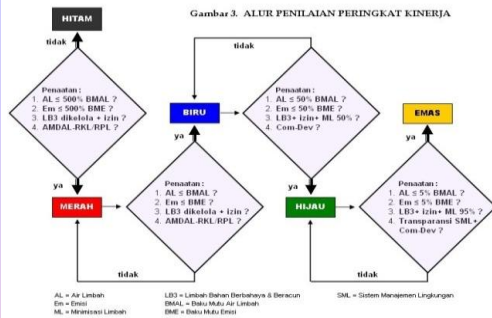 Gambar 3. ALUR PENILAIAN PERINGKAT KINERJA
HITAM
tidak
Penaatan :
1. AL ≤ 500% BMAL ?
2. Em ≤ 500% BME ?
3. LB3 dikelola + izin ?
4. AMDAL-RKL/RPL ?
ya
MERAH
BIRU
ya
Penaatan :
1. AL ≤ BMAL ?
2. Em ≤ BME ?
3. LB3 dikelola + izin ?
4. AMDAL-RKL/RPL ?
tidak
tidak
Penaatan :
1. AL ≤ 50% BMAL ?
2. Em ≤ 50% BME ?
3. LB3+ izin+ ML 50% ?
4. Com-Dev ?
ya
HIJAU
EMAS
ya
Penaatan :
1. AL ≤ 5% BMAL ?
2. Em ≤ 5% BME ?
3. LB3+ izin+ ML 95% ?
4. Transparansi SML+
Com-Dev ?
tidak
AL = Air Limbah
Em = Emisi
ML = Minimisasi Limbah
LB3 = Limbah Bahan Berbahaya & Beracun
BMAL = Baku Mutu Air Limbah
BME = Baku Mutu Emisi
SML = Sistem Manajemen Lingkungan